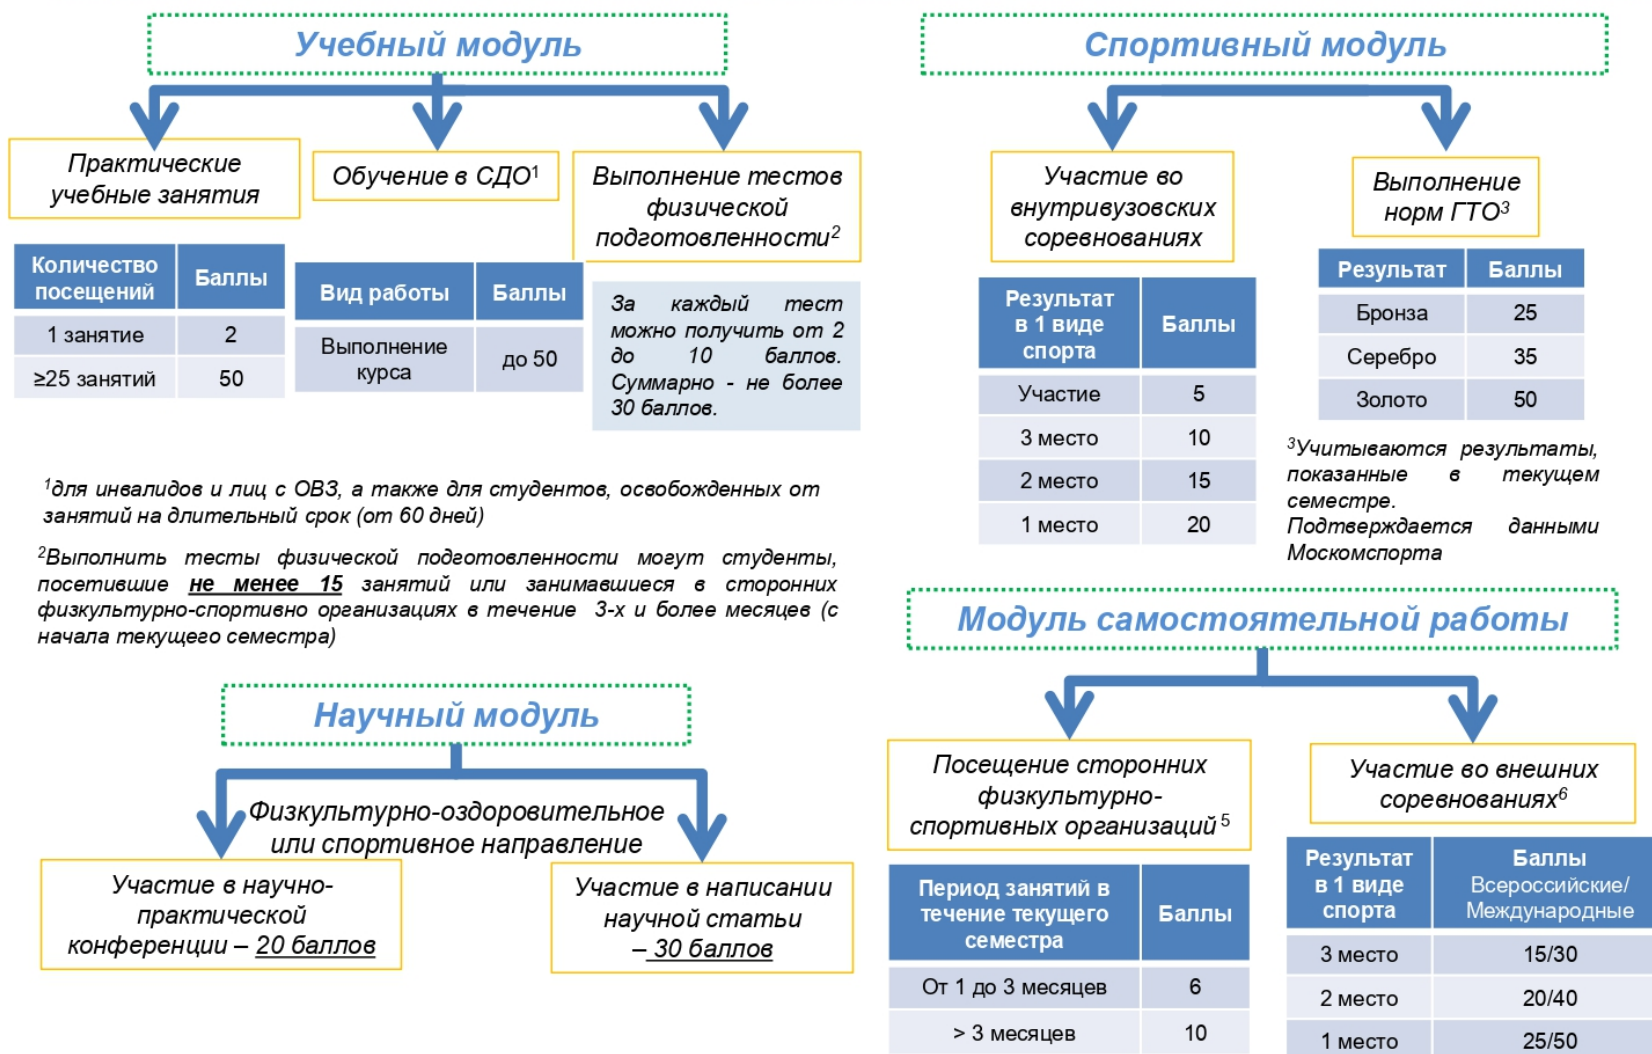 Учебный модуль
Практические
учебные занятия
Обучение в СДО¹
Выполнение тестов
физической
подготовленности²
Количество
посещений
Баллы
1 занятие 2
≥25 занятий 50
Вид работы Баллы
Выполнение
курса
до 50
За каждый тест
можно получить от 2
до 10 баллов.
Суммарно - не более
30 баллов.
¹для инвалидов и лиц с ОВЗ, а также для студентов, освобожденных от
занятий на длительный срок (от 60 дней)
²Выполнить тесты физической подготовленности могут студенты,
посетившие не менее 15 занятий или занимавшиеся в сторонних
физкультурно-спортивно организациях в течение 3-х и более месяцев (с
начала текущего семестра)
Спортивный модуль
Участие во
внутривузовских
соревнованиях
Выполнение
норм ГТО³
Результат
в 1 виде
спорта
Баллы
Участие 5
3 место 10
2 место 15
1 место 20
Результат Баллы
Бронза 25
Серебро 35
Золото 50
³Учитываются результаты,
показанные в текущем
семестре.
Подтверждается данными
Москомспорта
Научный модуль
Физкультурно-оздоровительное
или спортивное направление
Участие в научно-
практической
конференции – 20 баллов
Участие в написании
научной статьи
– 30 баллов
Модуль самостоятельной работы
Посещение сторонних
физкультурно-
спортивных организаций ⁵
Участие во внешних
соревнованиях⁶
Период занятий в
течение текущего
семестра
Баллы
От 1 до 3 месяцев 6
> 3 месяцев 10
Результат
в 1 виде
спорта
Баллы
Всероссийские/
Международные
3 место 15/30
2 место 20/40
1 место 25/50